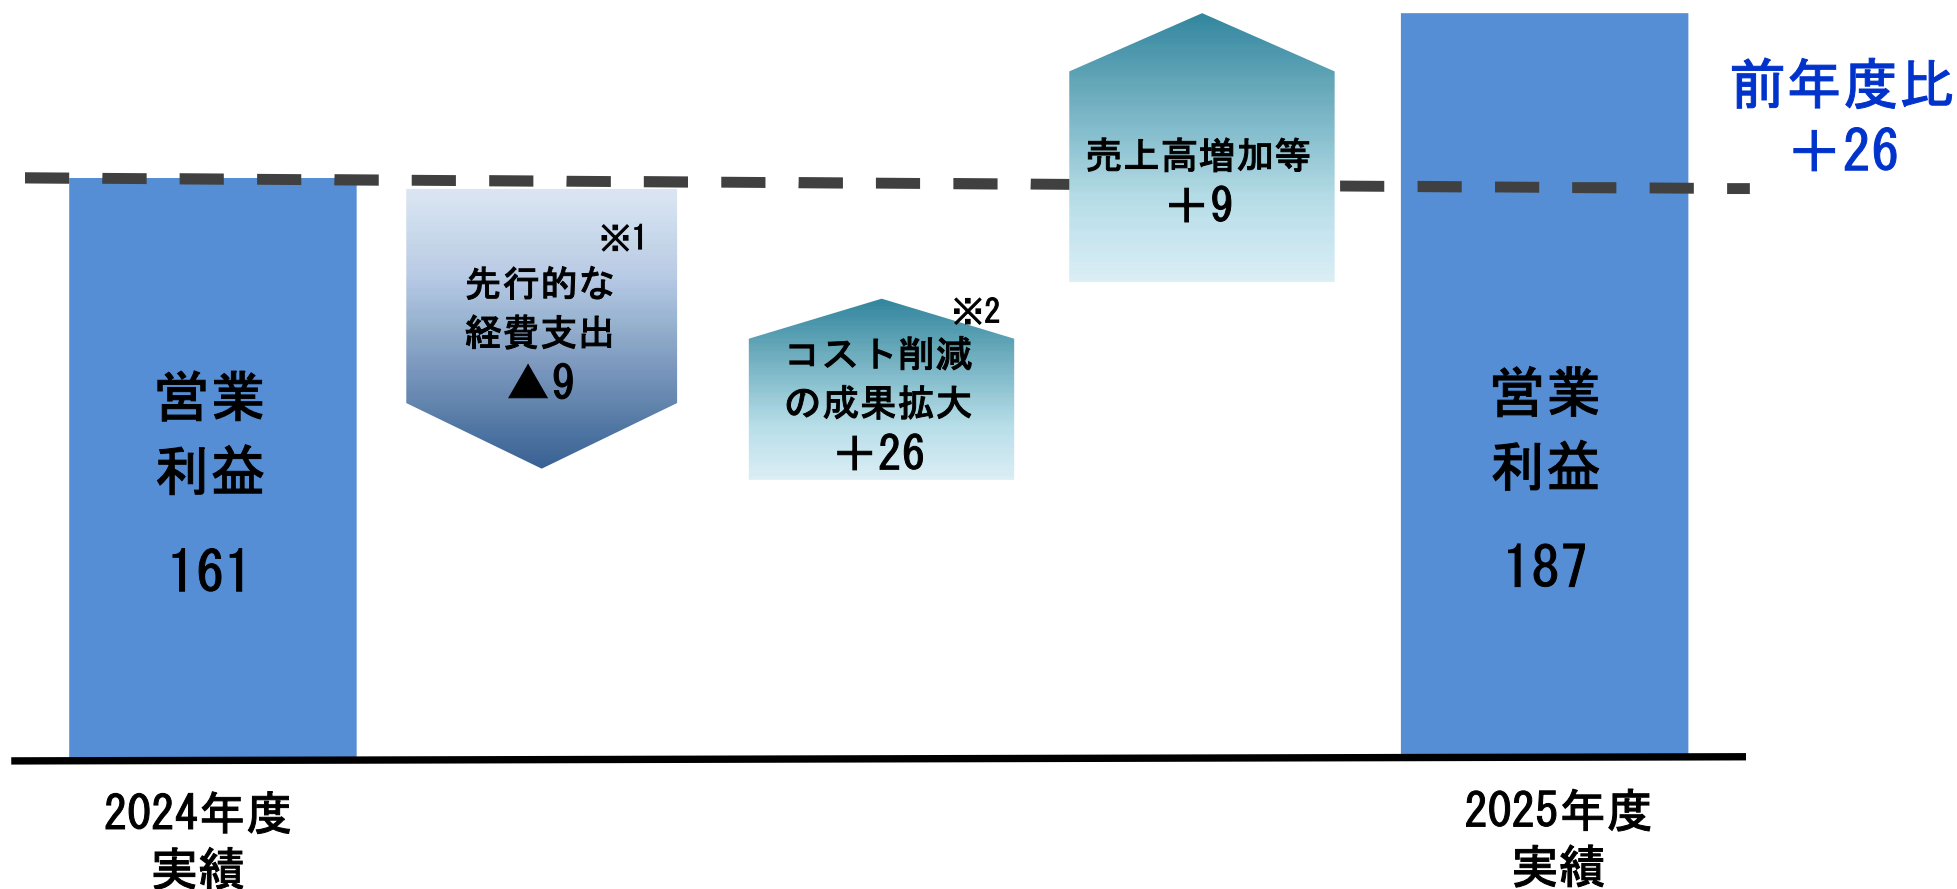 営業
利益
161
2024年度
実績
※1
先行的な
経費支出
▲9
※2
コスト削減
の成果拡大
＋26
売上高増加等
＋9
営業
利益
187
2025年度
実績
前年度比
＋26